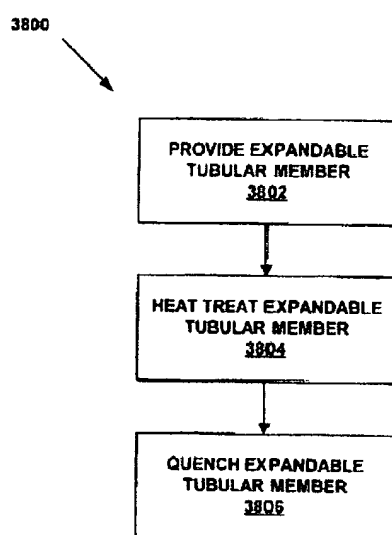 3800
PROVIDE EXPANDABLE
TUBULAR MEMBER
3802
HEAT TREAT EXPANDABLE
TUBULAR MEMBER
3804
QUENCH EXPANDABLE
TUBULAR MEMBER
3806